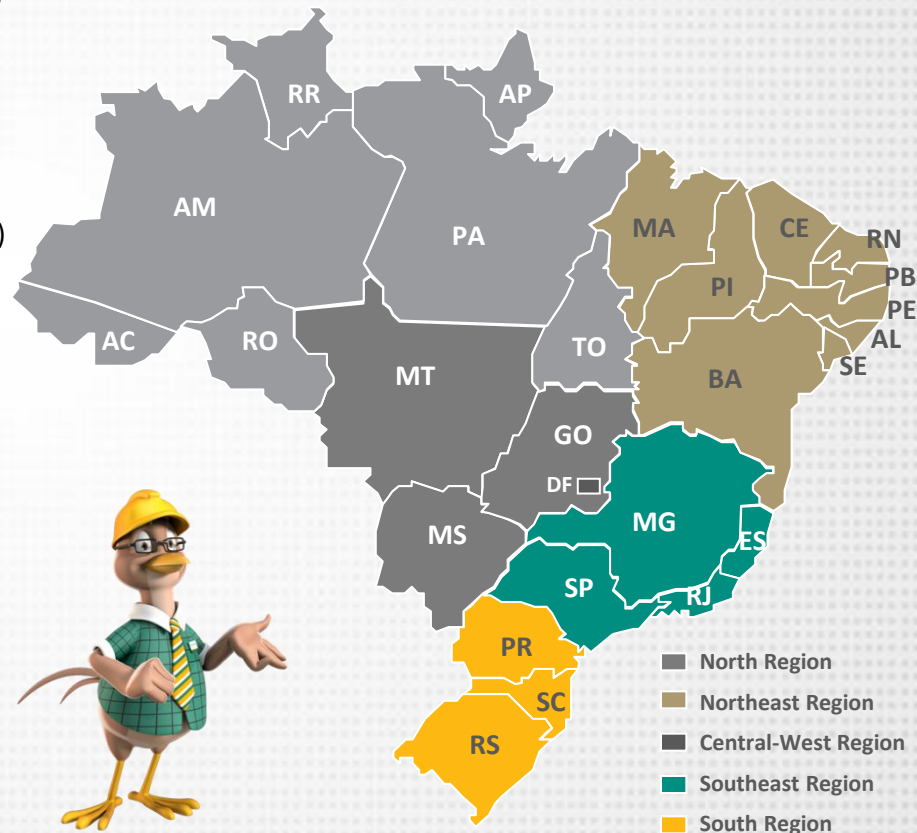 RR
AP
AM
PA
MA
CE
RN
PI
PB
PE
AC
RO
TO
AL
SE
MT
BA
GO
DF
MG
MS
ES
SP
RJ
PR
SC
RS
North Region
Northeast Region
Central-West Region
Southeast Region
South Region
)